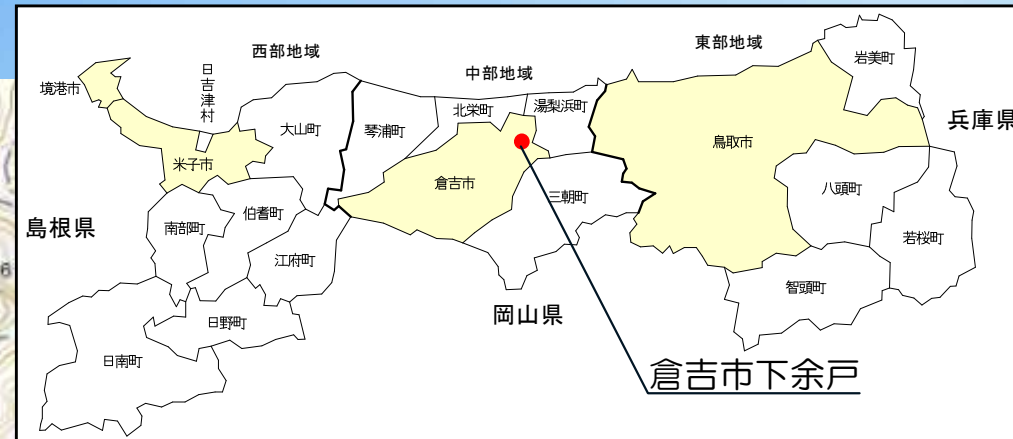 西部地域
中部地域
東部地域
境港市
日吉津村
大山町
琴浦町
北栄町
湯梨浜町
岩美町
兵庫県
米子市
倉吉市
鳥取市
島根県
南部町
伯耆町
三朝町
八頭町
若桜町
江府町
智頭町
岡山県
日野町
日南町
倉吉市下余戸
6